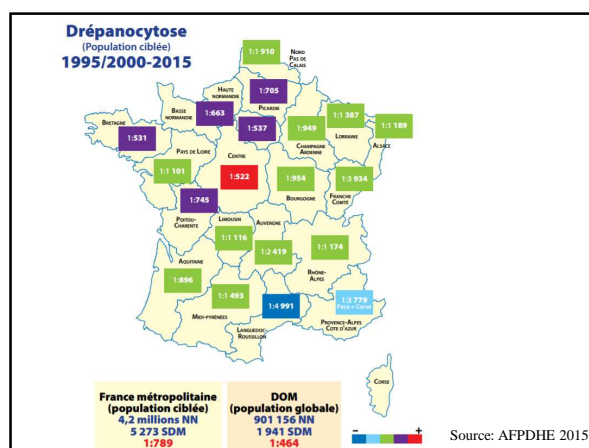 Drépanocytose
(Population ciblée)
1995/2000-2015
1:1 910
NORD
PAS DE
CALAIS
HAUTE
NORMANDIE
1:705
PICARDIE
BASSE
NORMANDIE
1:663
1:537
1:949
CHAMPAGNE
ARDENNE
1:1 387
LORRAINE
1:1 189
ALSACE
BRETAGNE
1:531
PAYS DE LOIRE
1:1 101
CENTRE
1:522
1:954
BOURGOGNE
1:3 934
FRANCHE
COMTÉ
1:745
POITOU-
CHARENTE
LIMOUSIN
1:1 116
AUVERGNE
1:2 419
1:1 174
RHÔNE-
ALPES
AQUITAINE
1:896
1:1 493
MIDI-PYRÉNÉES
1:4 991
LANGUEDOC-
ROUSSILLON
1:3 779
PACA + CORSE
PROVENCE-ALPES
COTE D'AZUR
CORSE
France métropolitaine
(population ciblée)
4,2 millions NN
5 273 SDM
1:789
DOM
(population globale)
901 156 NN
1 941 SDM
1:464
– +
Source: AFPDHE 2015